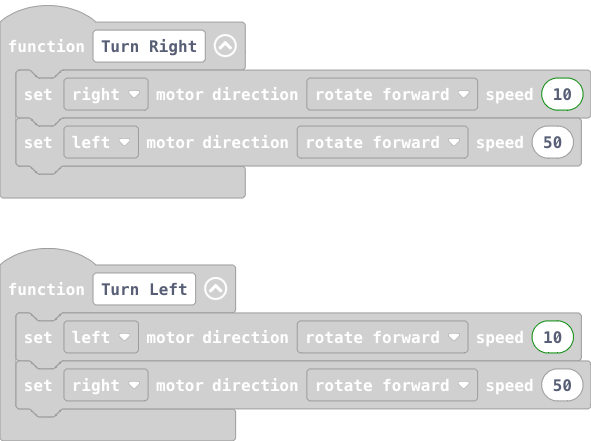 function Turn Right
set right motor direction rotate forward speed 10
set left motor direction rotate forward speed 50
function Turn Left
set left motor direction rotate forward speed 10
set right motor direction rotate forward speed 50